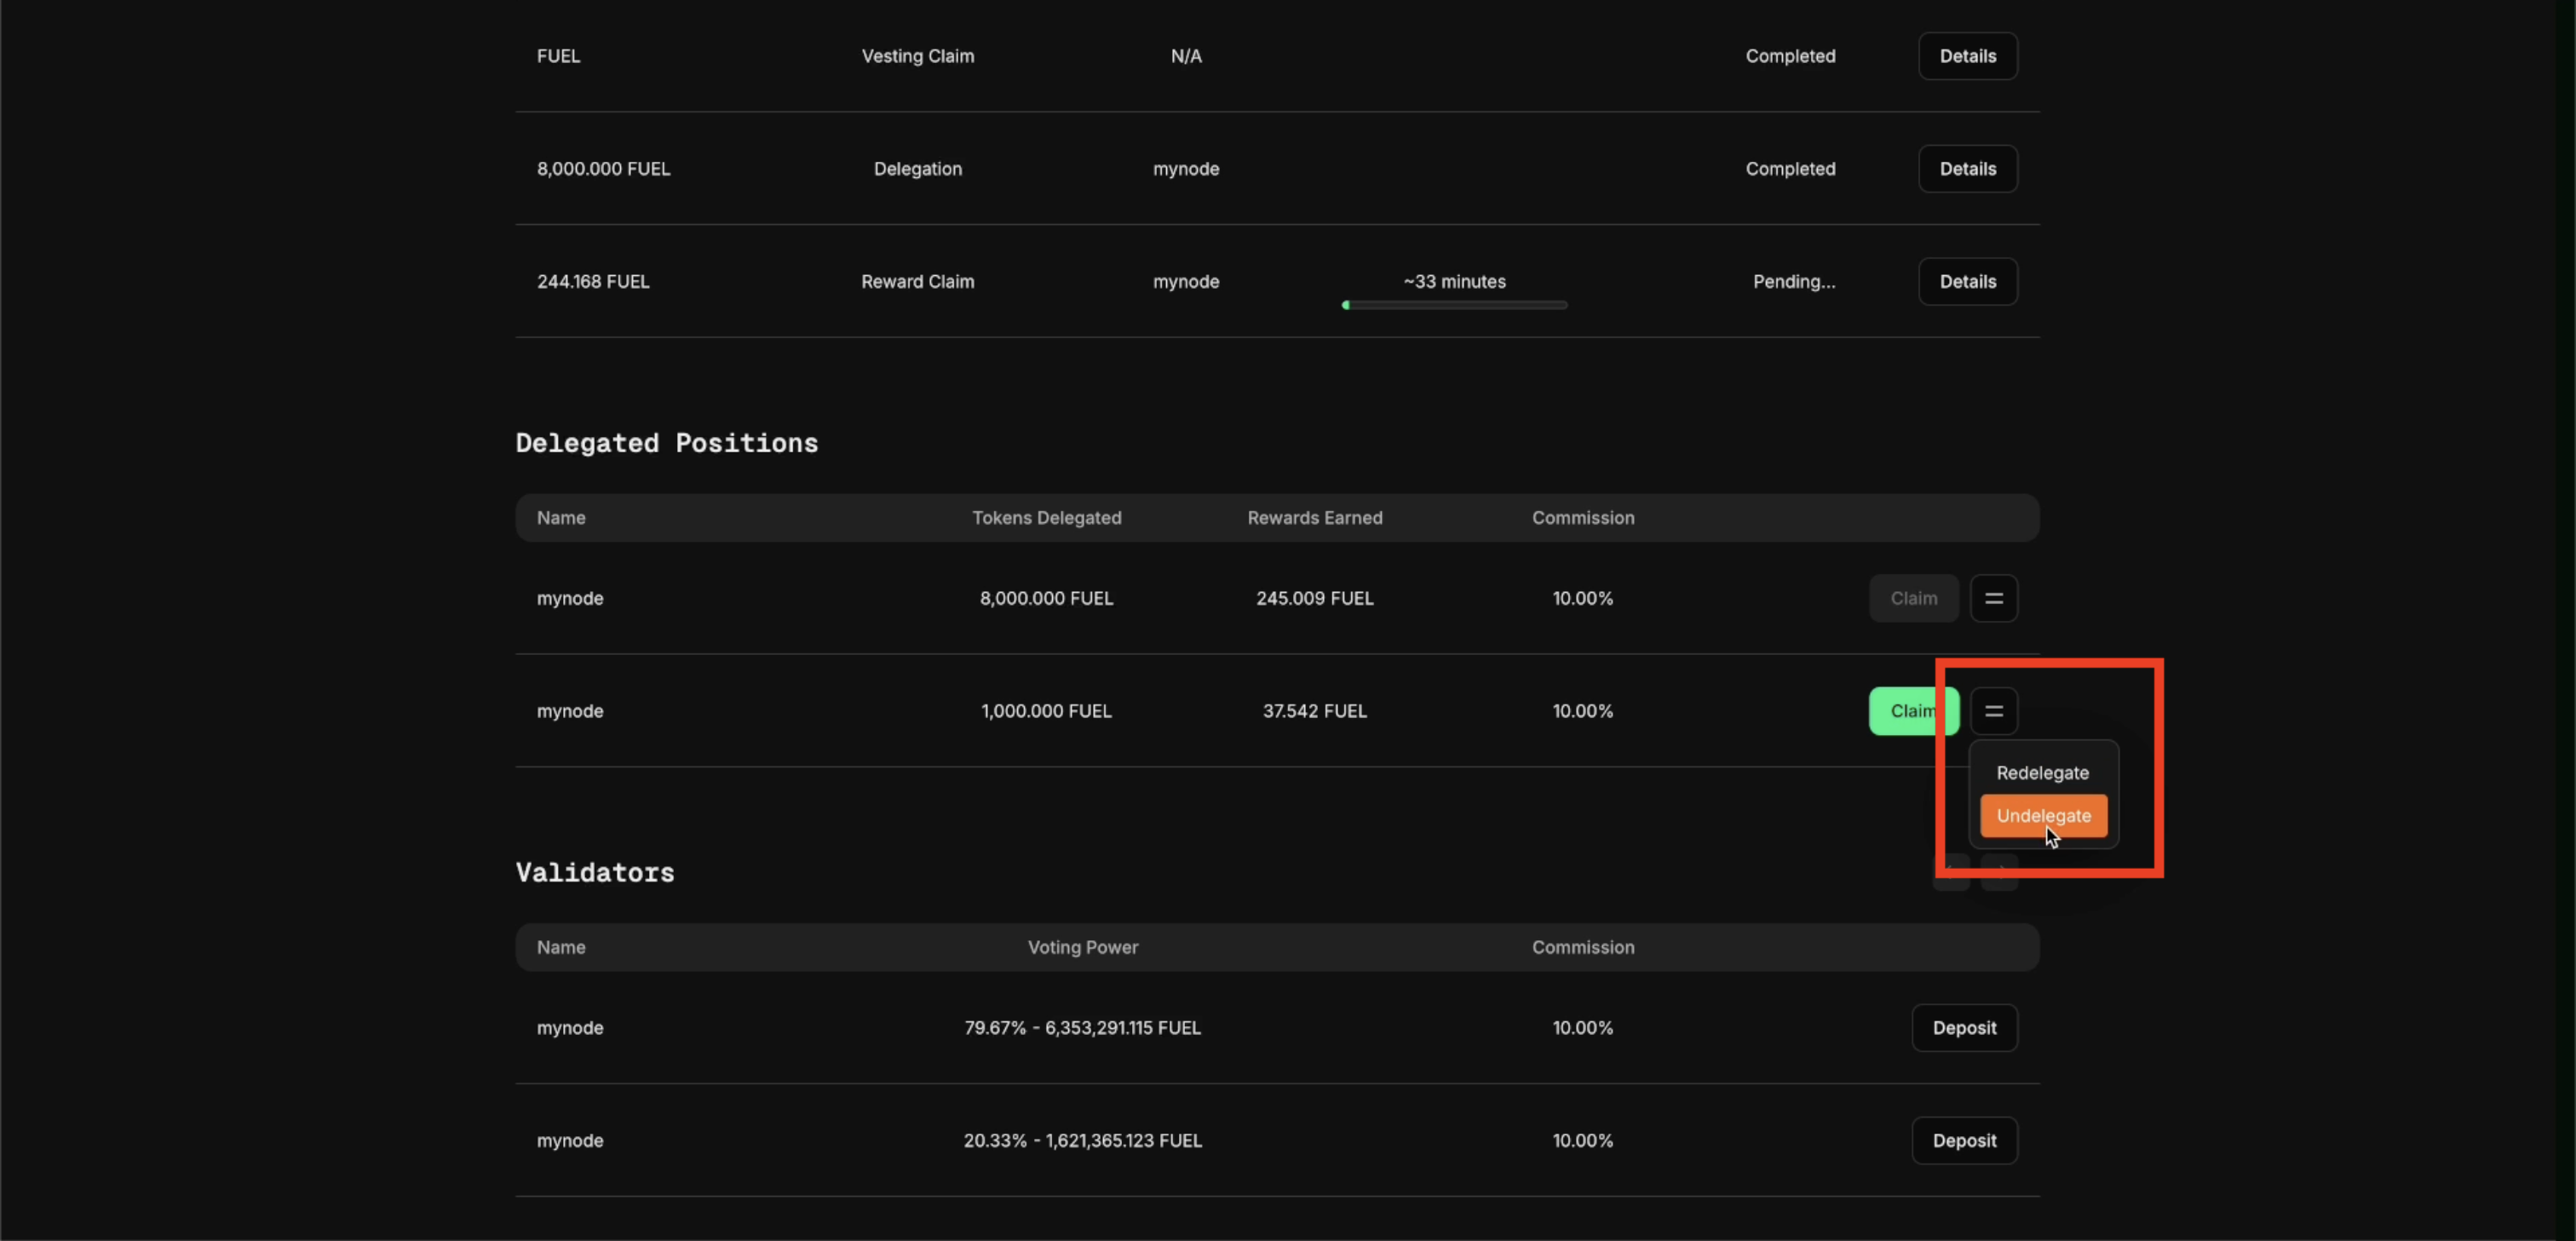 FUEL Vesting Claim N/A Completed Details
8,000.000 FUEL Delegation mynode Completed Details
244.168 FUEL Reward Claim mynode ~33 minutes Pending... Details
Delegated Positions
Name Tokens Delegated Rewards Earned Commission
mynode 8,000.000 FUEL 245.009 FUEL 10.00% Claim
mynode 1,000.000 FUEL 37.542 FUEL 10.00% Claim
Redelegate
Undelegate
Validators
Name Voting Power Commission
mynode 79.67% - 6,353,291.115 FUEL 10.00% Deposit
mynode 20.33% - 1,621,365.123 FUEL 10.00% Deposit